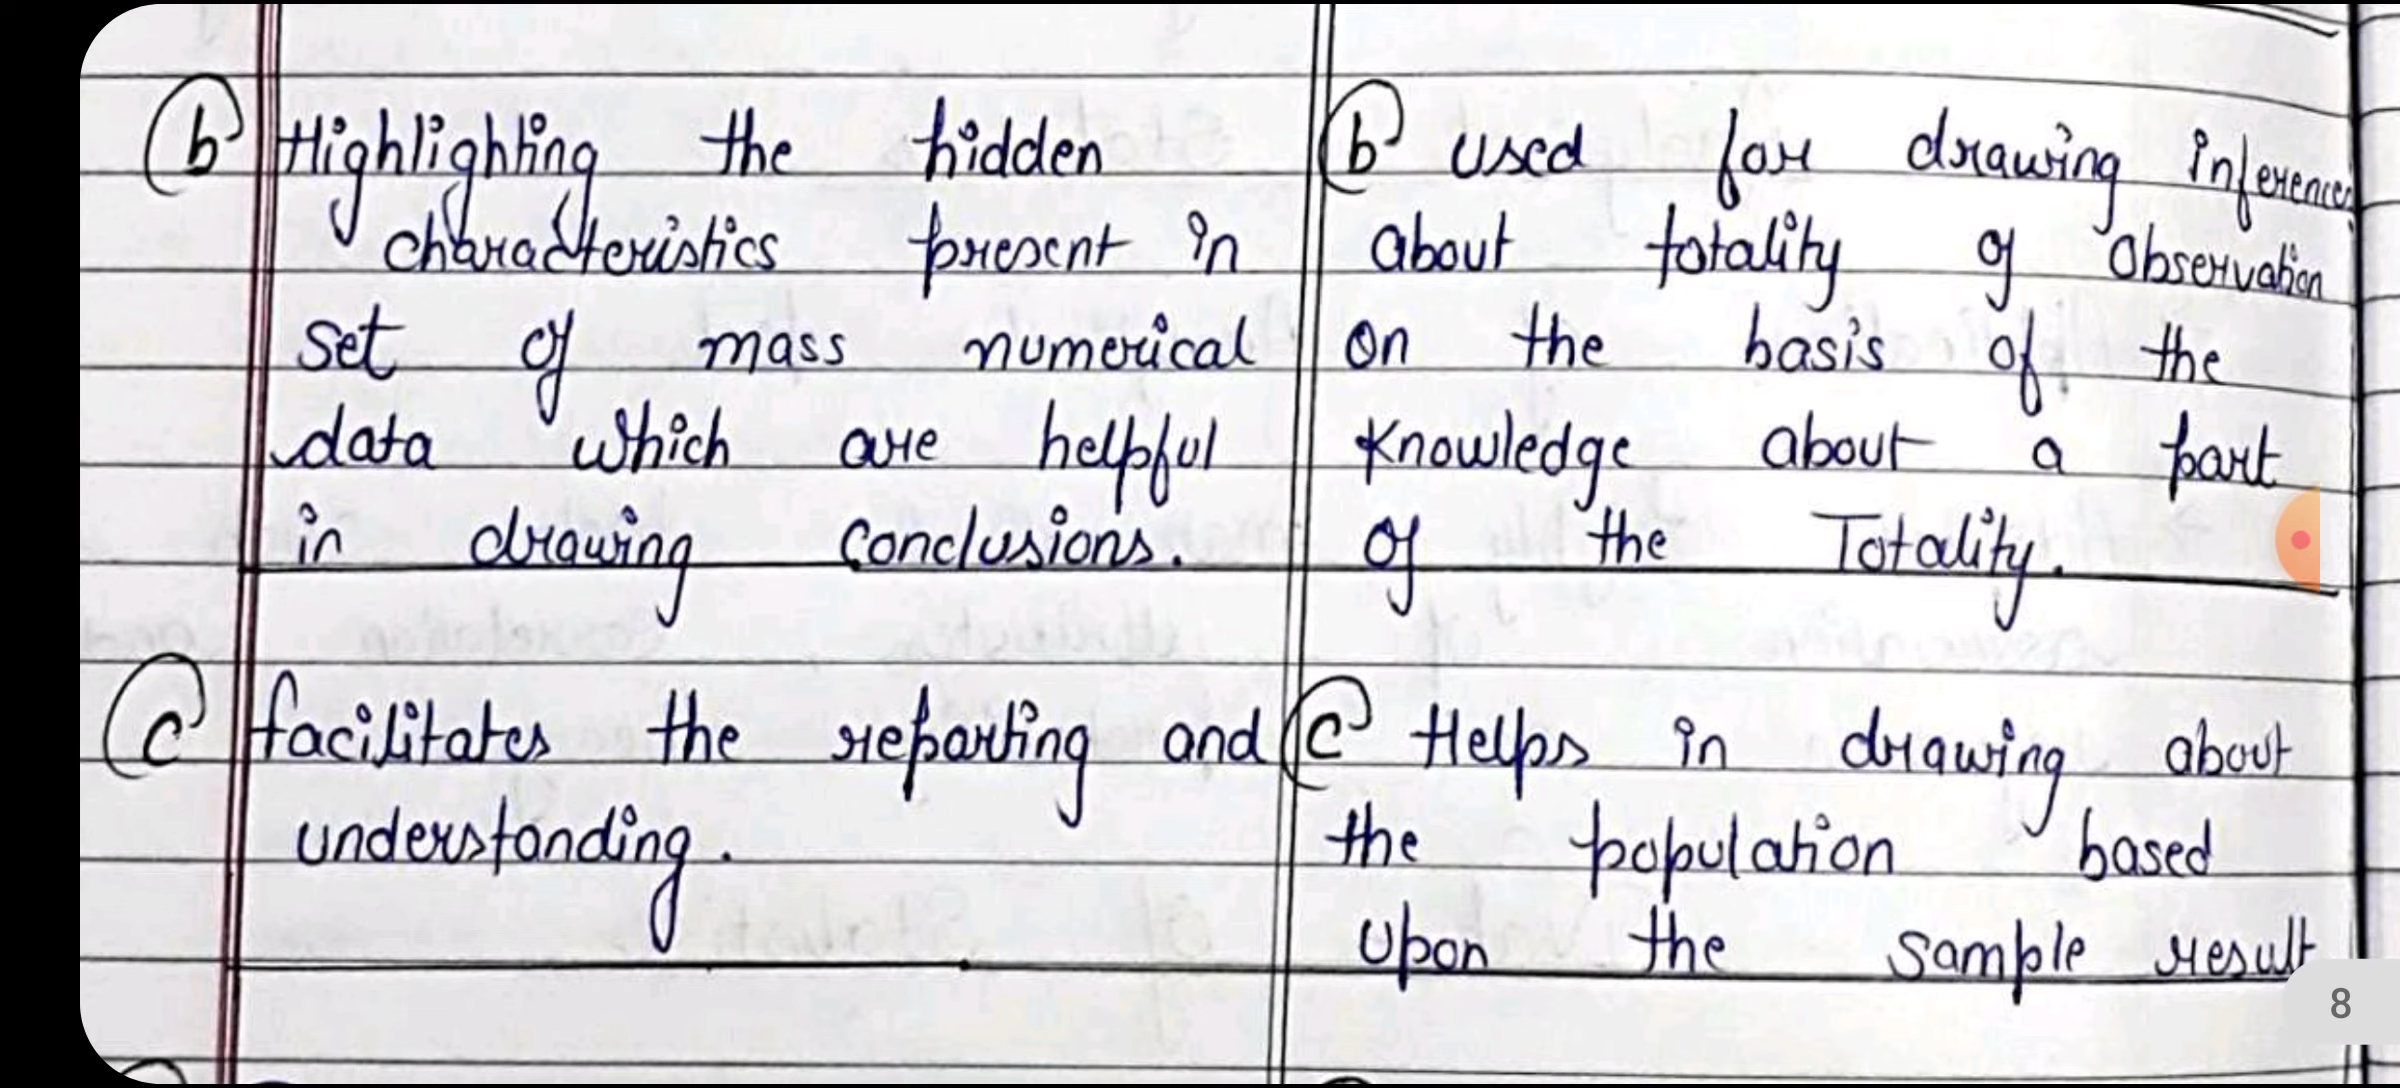 b Highlighting the hidden
characteristics present in
set of mass numerical
data which are helpful
in drawing conclusions.
c facilitates the reporting and
understanding.
b used for drawing inferences
about totality of Observation
on the basis of the
Knowledge about a part
of the Totality.
c Helps in drawing about
the population based
upon the sample result
8